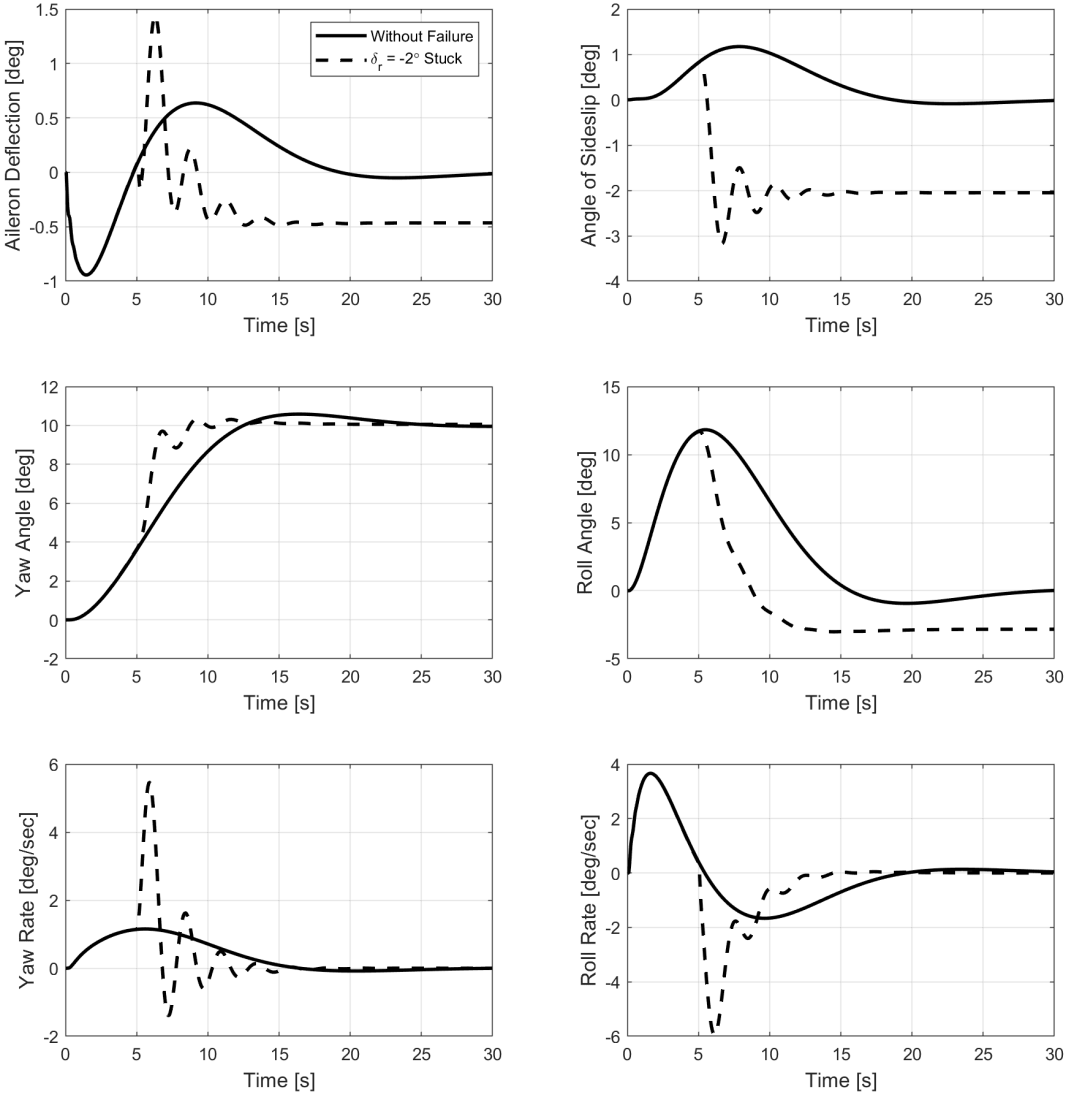 1.5
1
0.5
0
-0.5
-1
Aileron Deflection [deg]
Without Failure
δr = -2° Stuck
0 5 10 15 20 25 30
Time [s]
2
1
0
-1
-2
-3
-4
Angle of Sideslip [deg]
0 5 10 15 20 25 30
Time [s]
12
10
8
6
4
2
0
-2
Yaw Angle [deg]
0 5 10 15 20 25 30
Time [s]
15
10
5
0
-5
Roll Angle [deg]
0 5 10 15 20 25 30
Time [s]
6
4
2
0
-2
Yaw Rate [deg/sec]
0 5 10 15 20 25 30
Time [s]
4
2
0
-2
-4
-6
Roll Rate [deg/sec]
0 5 10 15 20 25 30
Time [s]